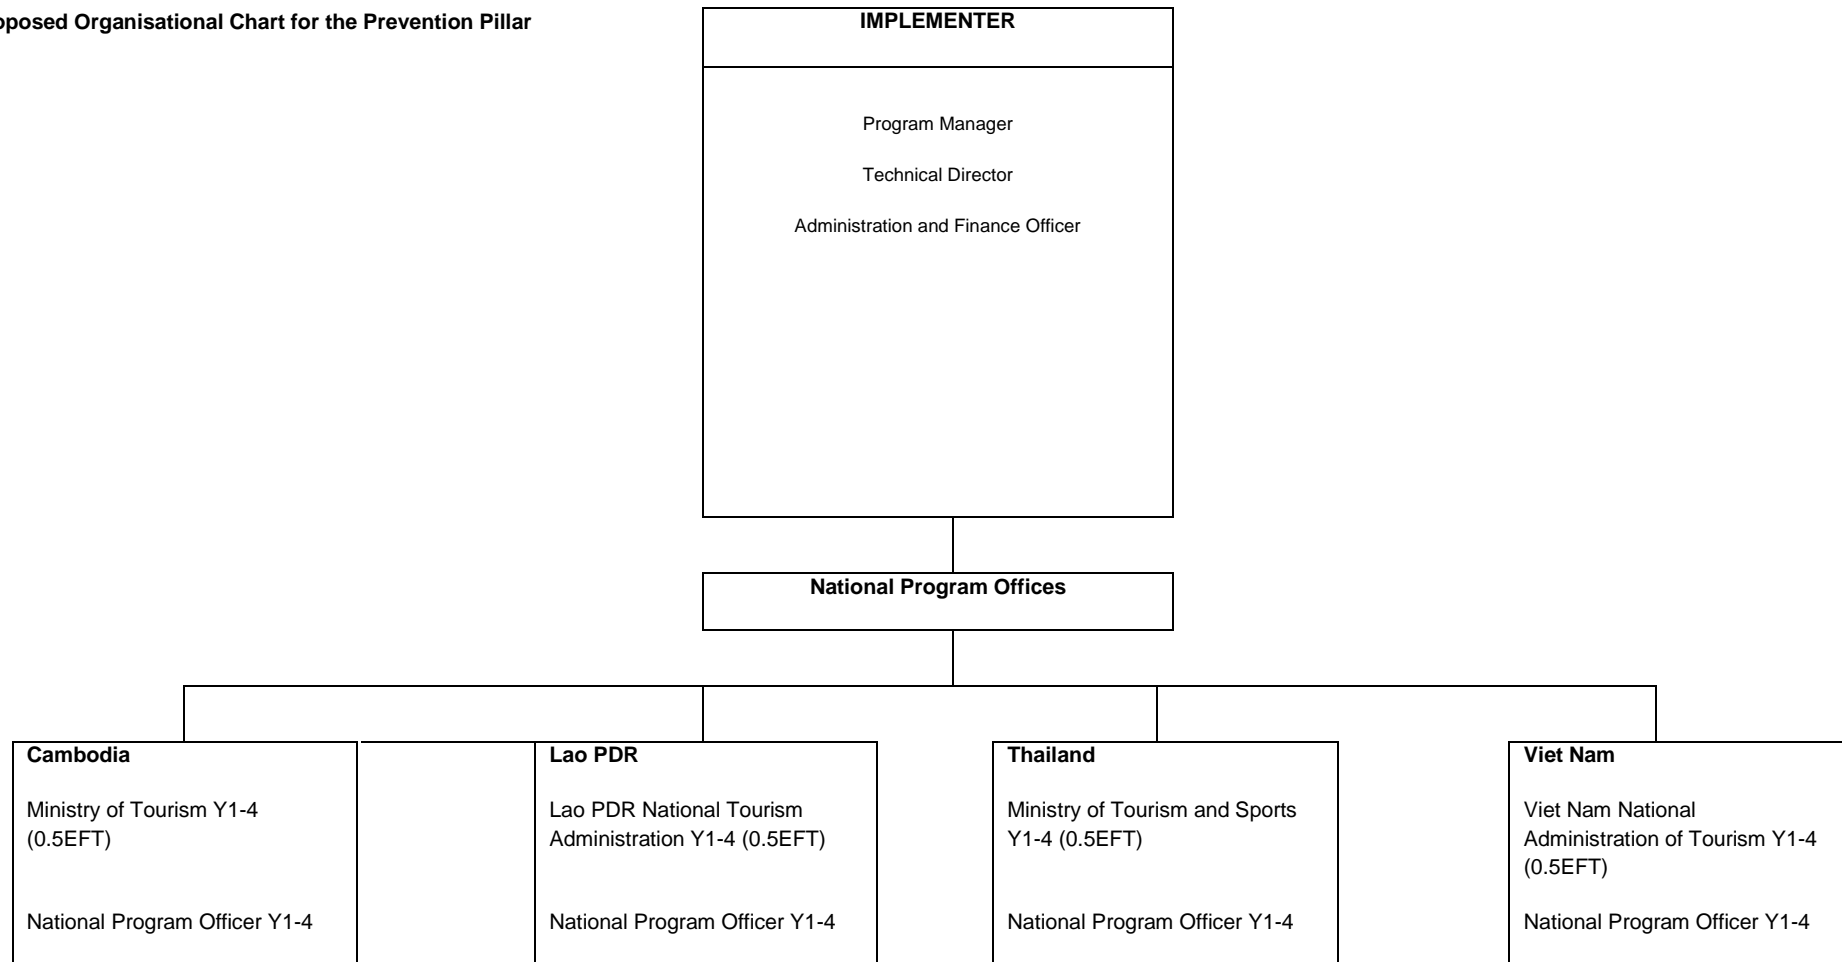 oposed Organisational Chart for the Prevention Pillar
IMPLEMENTER
Program Manager
Technical Director
Administration and Finance Officer
National Program Offices
Cambodia
Ministry of Tourism Y1-4
(0.5EFT)
National Program Officer Y1-4
Lao PDR
Lao PDR National Tourism
Administration Y1-4 (0.5EFT)
National Program Officer Y1-4
Thailand
Ministry of Tourism and Sports
Y1-4 (0.5EFT)
National Program Officer Y1-4
Viet Nam
Viet Nam National
Administration of Tourism Y1-4
(0.5EFT)
National Program Officer Y1-4